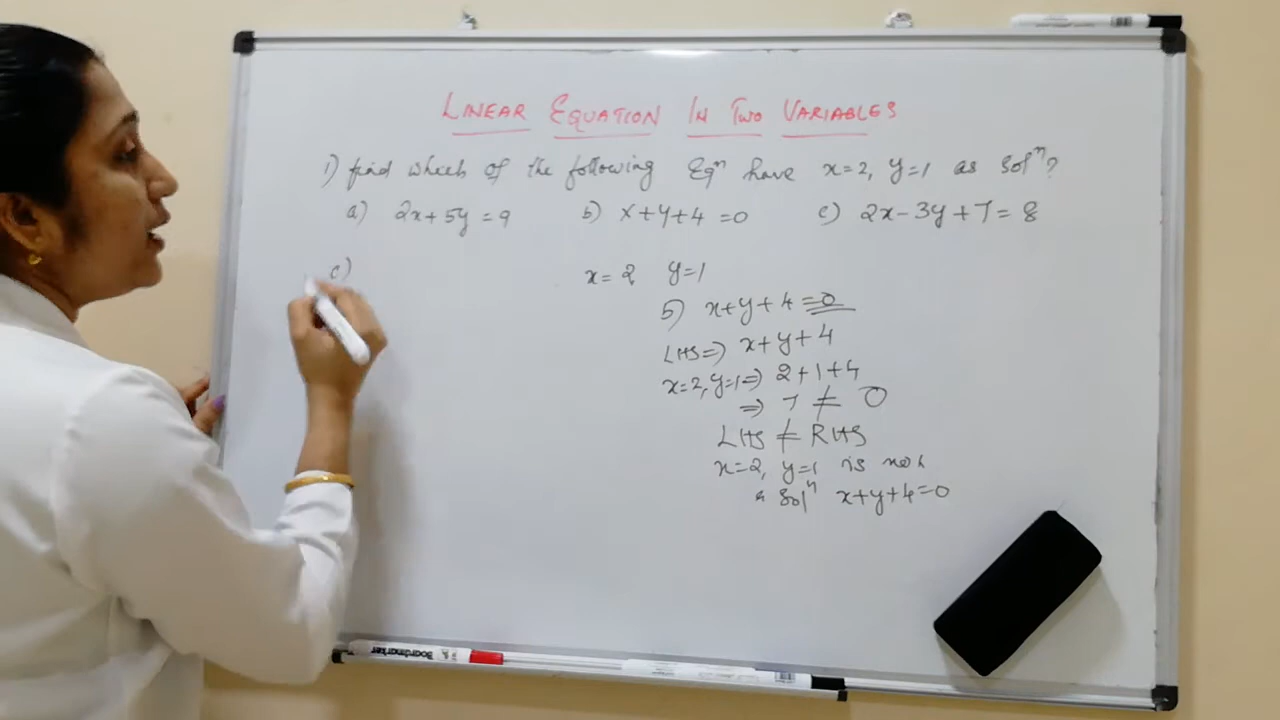 LINEAR EQUATION IN TWO VARIABLES
1) find which of the following Eqⁿ have x=2, y=1 as solⁿ?
a) 2x+5y=9 b) x+y+4=0 c) 2x-3y+7=8
c)
x=2 y=1
b) x+y+4=0
LHS=> x+y+4
x=2, y=1=> 2+1+4
=> 7 ≠ 0
LHS ≠ RHS
x=2, y=1 is not
a solⁿ x+y+4=0
Boardmarker